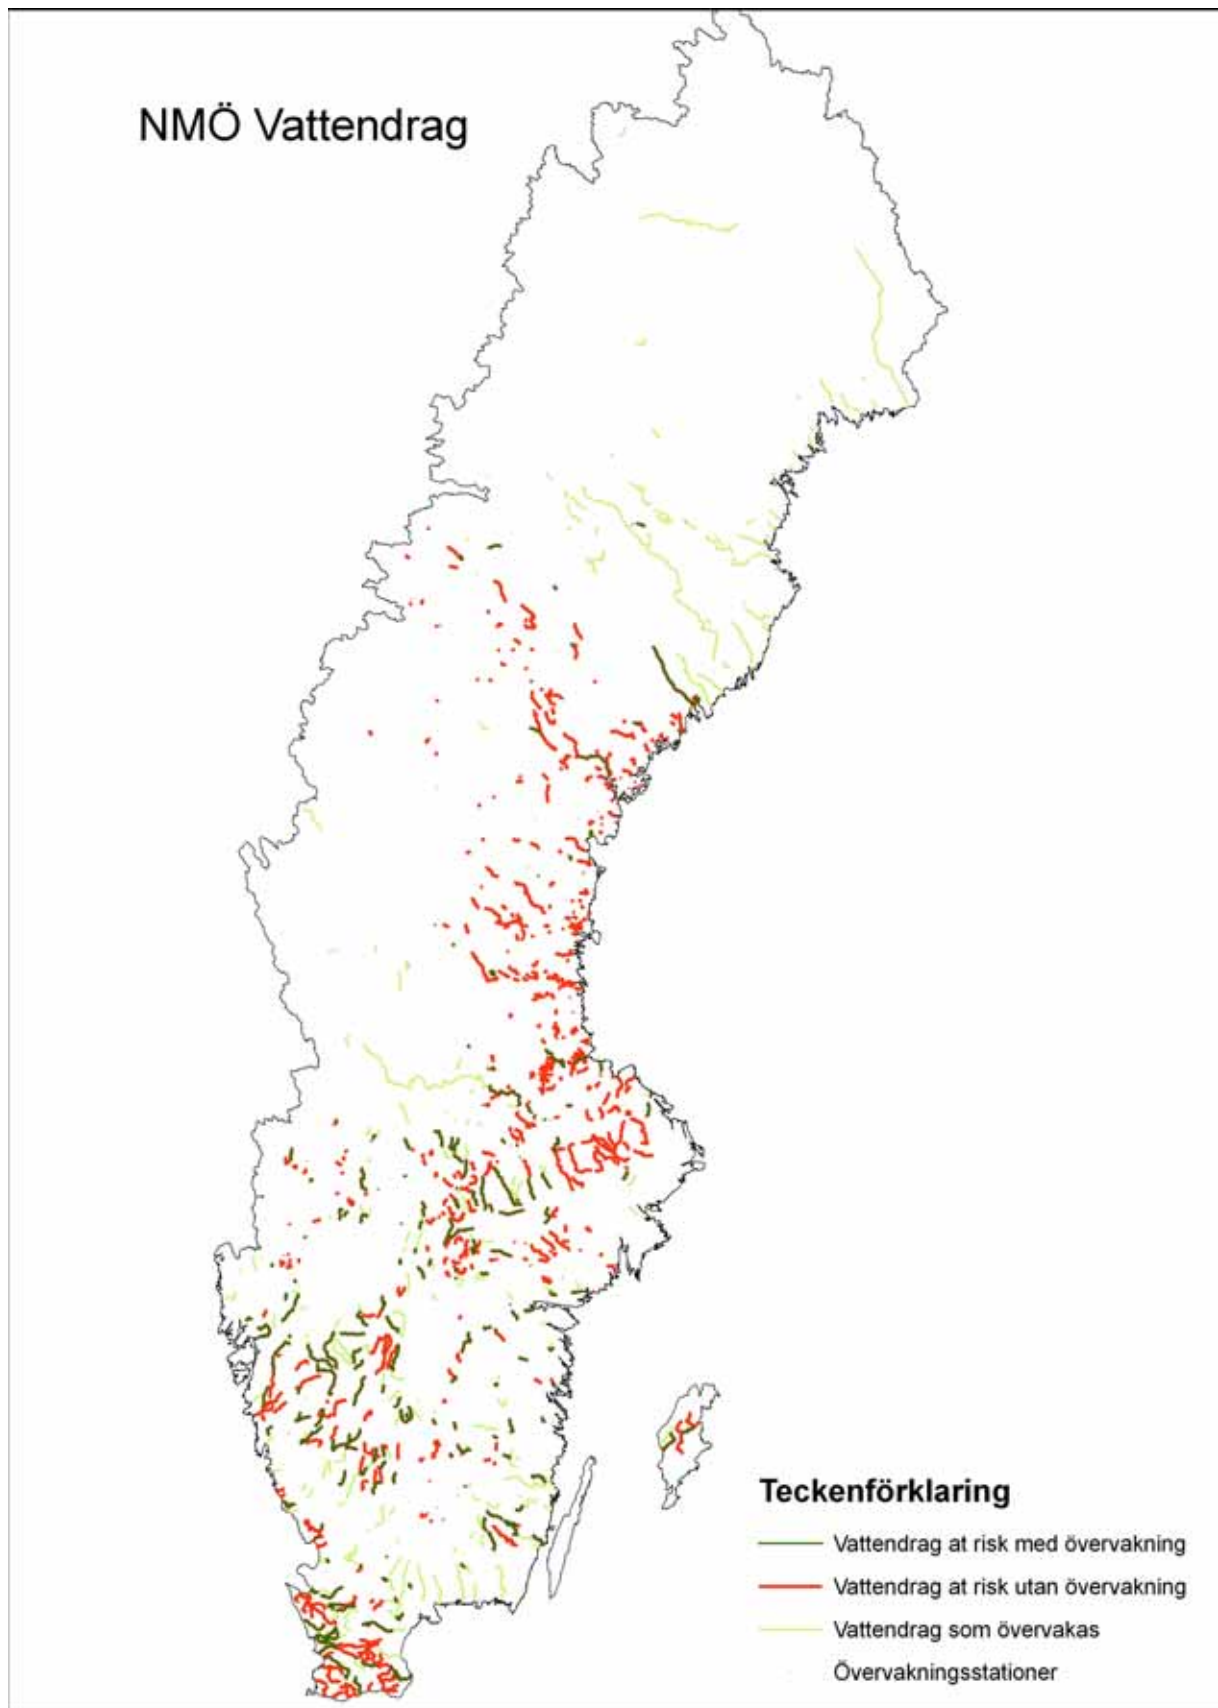 NMÖ Vattendrag
Teckenförklaring
Vattendrag at risk med övervakning
Vattendrag at risk utan övervakning
Vattendrag som övervakas
Övervakningsstationer